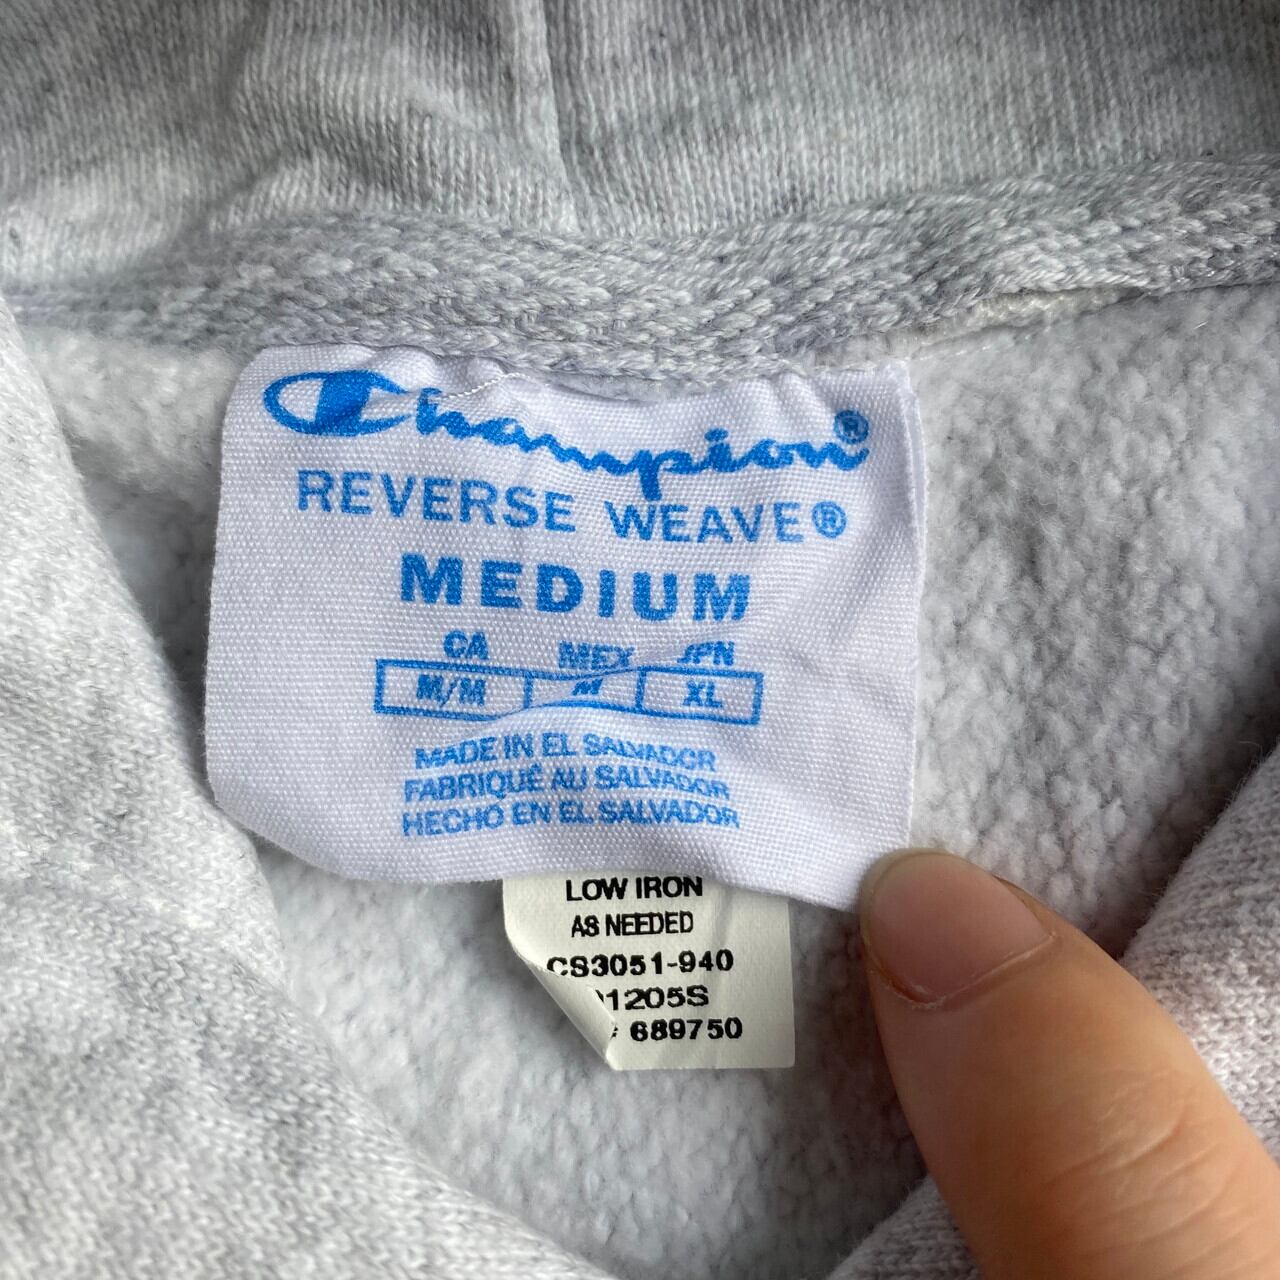 Champion®
REVERSE WEAVE®
MEDIUM
CA MEX JPN
M/M M XL
MADE IN EL SALVADOR
FABRIQUÉ AU SALVADOR
HECHO EN EL SALVADOR
LOW IRON
AS NEEDED
CS3051-940
1205S
689750